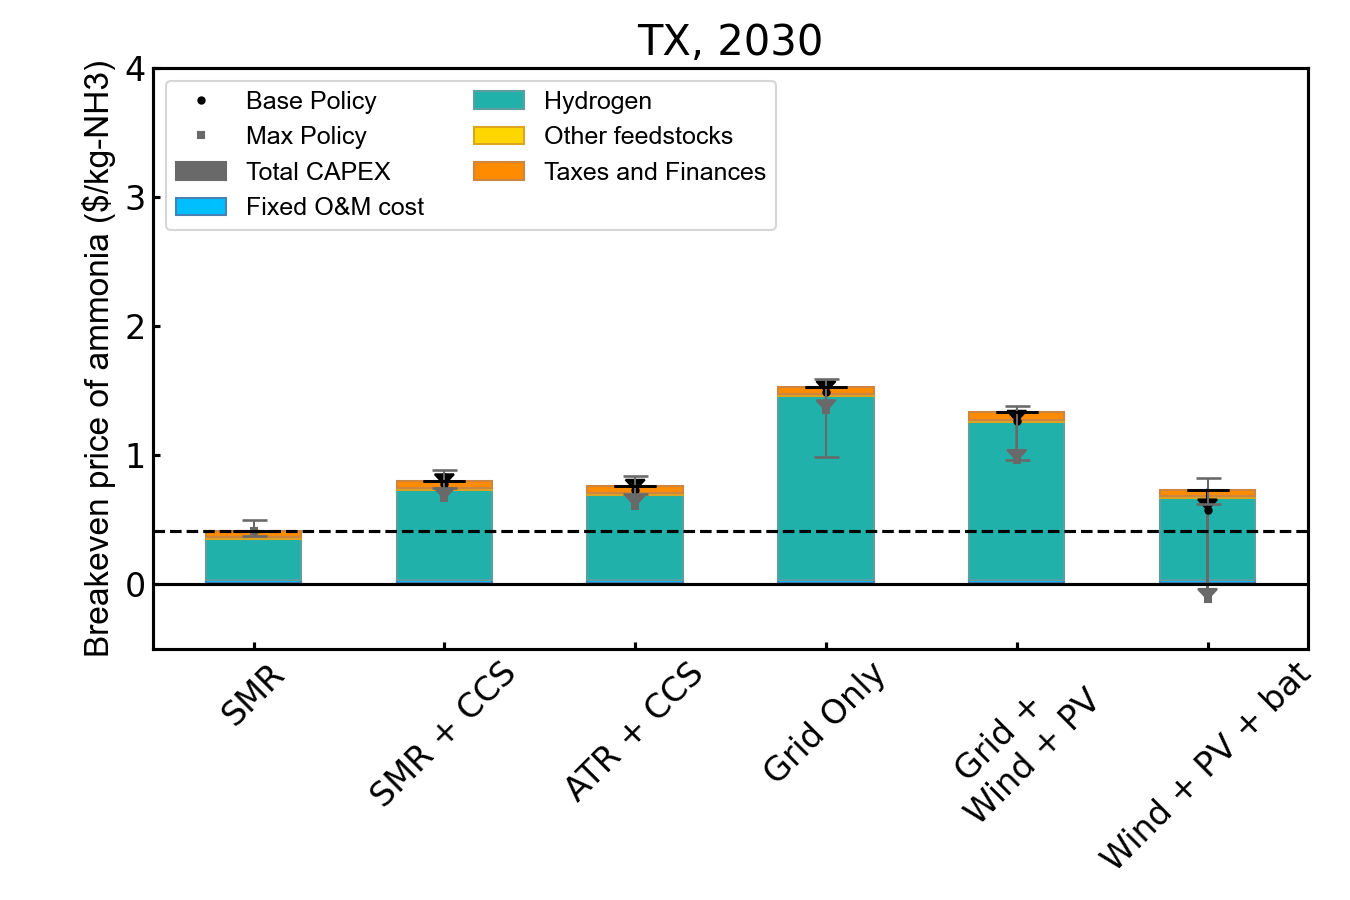 TX, 2030
Breakeven price of ammonia ($/kg-NH3)
4
3
2
1
0
Base Policy
Max Policy
Total CAPEX
Fixed O&M cost
Hydrogen
Other feedstocks
Taxes and Finances
SMR
SMR + CCS
ATR + CCS
Grid Only
Grid +
Wind + PV
Wind + PV + bat